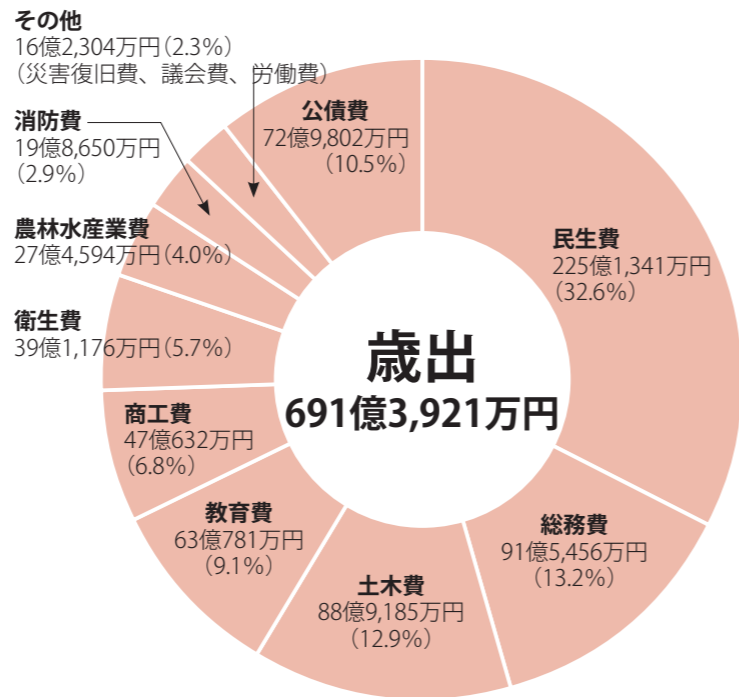 その他
16億2,304万円（2.3%）
（災害復旧費、議会費、労働費）
消防費
19億8,650万円
（2.9%）
農林水産業費
27億4,594万円（4.0%）
衛生費
39億1,176万円（5.7%）
商工費
47億632万円
（6.8%）
教育費
63億781万円
（9.1%）
土木費
88億9,185万円
（12.9%）
総務費
91億5,456万円
（13.2%）
民生費
225億1,341万円
（32.6%）
公債費
72億9,802万円
（10.5%）
歳出
691億3,921万円